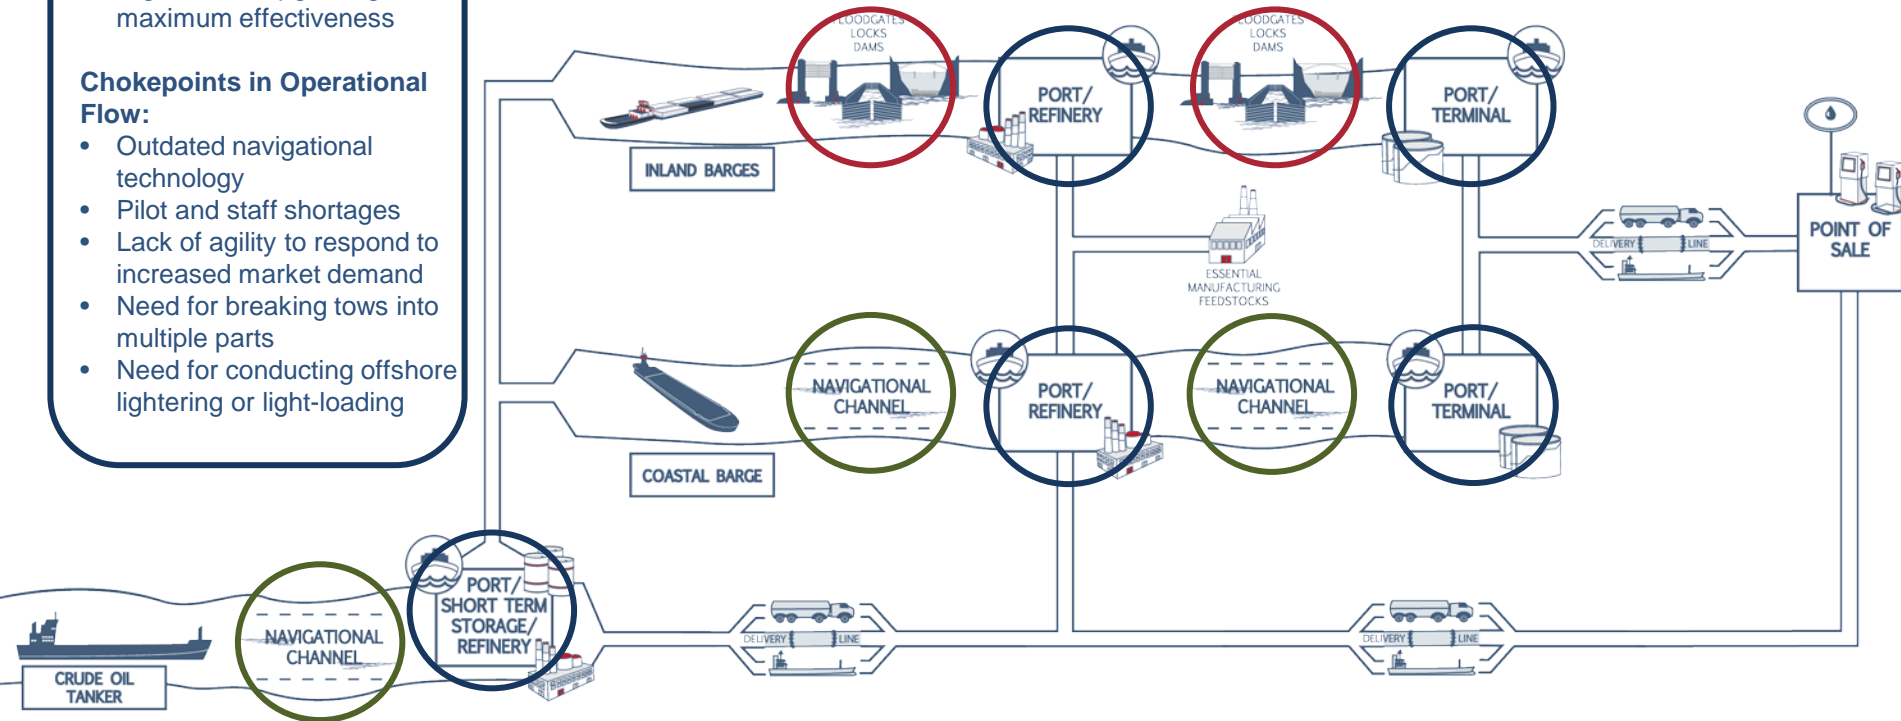 maximum effectiveness
Chokepoints in Operational
Flow:
• Outdated navigational
technology
• Pilot and staff shortages
• Lack of agility to respond to
increased market demand
• Need for breaking tows into
multiple parts
• Need for conducting offshore
lightering or light-loading
LOCKS
DAMS
PORT/
REFINERY
LOCKS
DAMS
PORT/
TERMINAL
INLAND BARGES
ESSENTIAL
MANUFACTURING
FEEDSTOCKS
DELIVERY LINE
POINT OF
SALE
NAVIGATIONAL
CHANNEL
PORT/
REFINERY
NAVIGATIONAL
CHANNEL
PORT/
TERMINAL
COASTAL BARGE
CRUDE OIL
TANKER
NAVIGATIONAL
CHANNEL
PORT/
SHORT TERM
STORAGE/
REFINERY
DELIVERY LINE
DELIVERY LINE